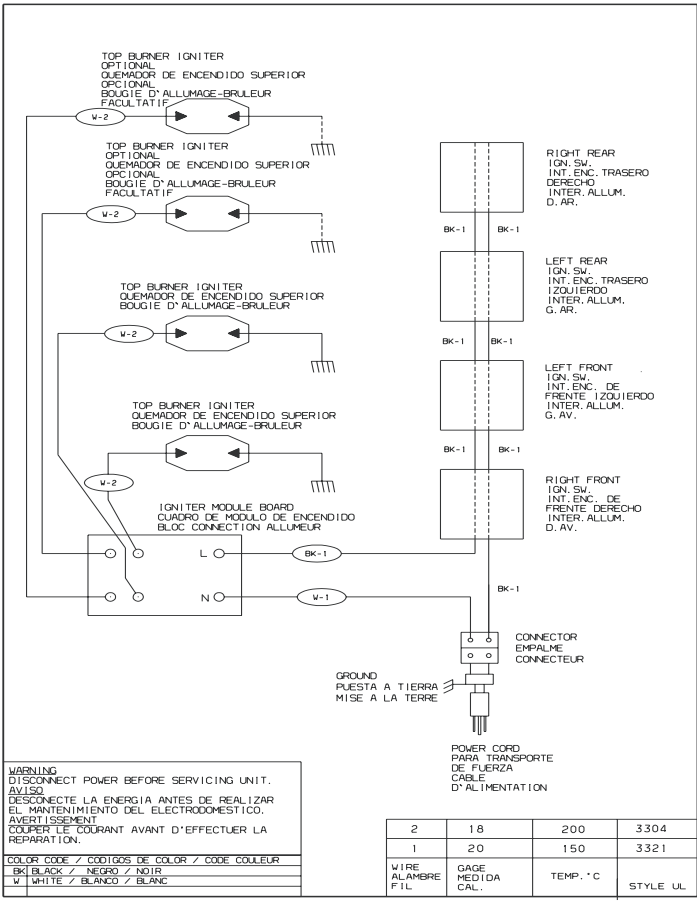 TOP BURNER IGNITER
OPTIONAL
QUEMADOR DE ENCENDIDO SUPERIOR
OPCIONAL
BOUGIE D'ALLUMAGE-BRULEUR
FACULTATIF
W-2
TOP BURNER IGNITER
OPTIONAL
QUEMADOR DE ENCENDIDO SUPERIOR
OPCIONAL
BOUGIE D'ALLUMAGE-BRULEUR
FACULTATIF
W-2
TOP BURNER IGNITER
QUEMADOR DE ENCENDIDO SUPERIOR
BOUGIE D'ALLUMAGE-BRULEUR
W-2
TOP BURNER IGNITER
QUEMADOR DE ENCENDIDO SUPERIOR
BOUGIE D'ALLUMAGE-BRULEUR
W-2
IGNITER MODULE BOARD
CUADRO DE MODULO DE ENCENDIDO
BLOC CONNECTION ALLUMEUR
L
N
BK-1
W-1
RIGHT REAR
IGN.SW.
INT.ENC.TRASERO
DERECHO
INTER.ALLUM.
D.AR.
BK-1 BK-1
LEFT REAR
IGN.SW.
INT.ENC.TRASERO
IZQUIERDO
INTER.ALLUM.
G.AR.
BK-1 BK-1
LEFT FRONT
IGN.SW.
INT.ENC. DE
FRENTE IZQUIERDO
INTER.ALLUM.
G.AV.
BK-1 BK-1
RIGHT FRONT
IGN.SW.
INT.ENC. DE
FRENTE DERECHO
INTER.ALLUM.
D.AV.
BK-1
CONNECTOR
EMPALME
CONNECTEUR
GROUND
PUESTA A TIERRA
MISE A LA TERRE
POWER CORD
PARA TRANSPORTE
DE FUERZA
CABLE
D'ALIMENTATION
WARNING
DISCONNECT POWER BEFORE SERVICING UNIT.
AVISO
DESCONECTE LA ENERGIA ANTES DE REALIZAR
EL MANTENIMIENTO DEL ELECTRODOMESTICO.
AVERTISSEMENT
COUPER LE COURANT AVANT D'EFFECTUER LA
REPARATION.
COLOR CODE / CODIGOS DE COLOR / CODE COULEUR
BK BLACK / NEGRO / NOIR
W WHITE / BLANCO / BLANC
2 18 200 3304
1 20 150 3321
WIRE
ALAMBRE
FIL
GAGE
MEDIDA
CAL.
TEMP.°C
STYLE UL